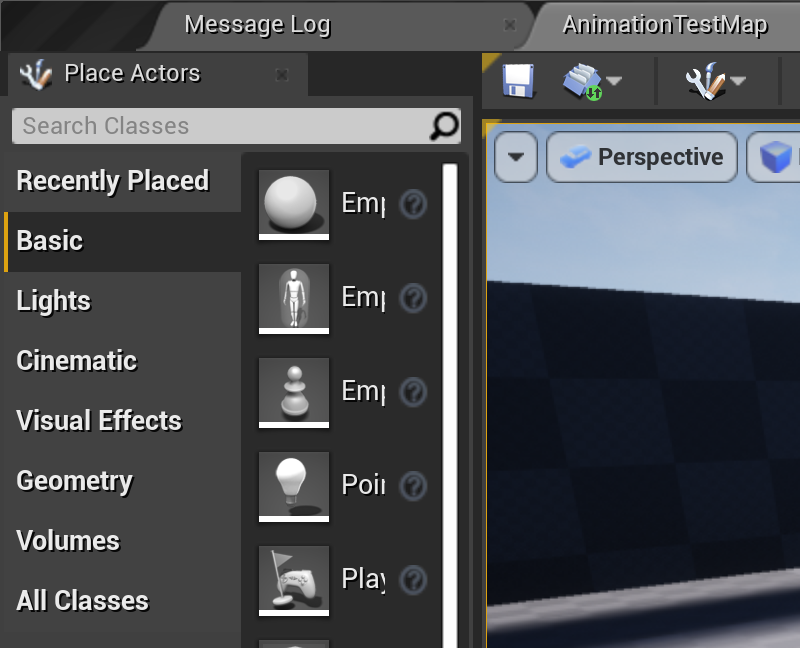 Message Log
AnimationTestMap
Place Actors
Search Classes
Perspective
Recently Placed
Basic
Lights
Cinematic
Visual Effects
Geometry
Volumes
All Classes
Emp
Emp
Emp
Poin
Play